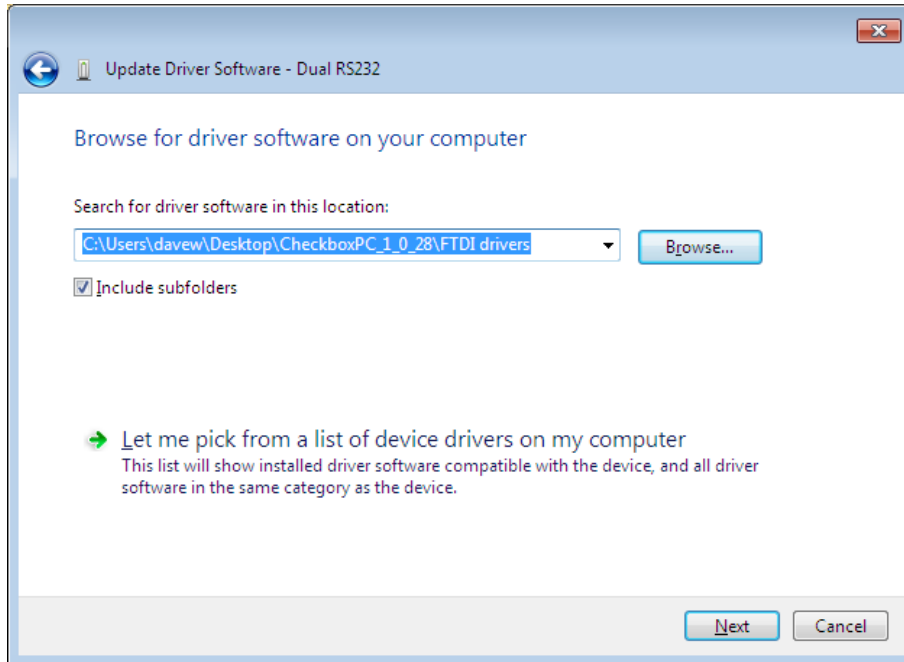 Update Driver Software - Dual RS232
Browse for driver software on your computer
Search for driver software in this location:
C:\Users\davew\Desktop\CheckboxPC_1_0_28\FTDI drivers
Browse...
Include subfolders
Let me pick from a list of device drivers on my computer
This list will show installed driver software compatible with the device, and all driver
software in the same category as the device.
Next
Cancel